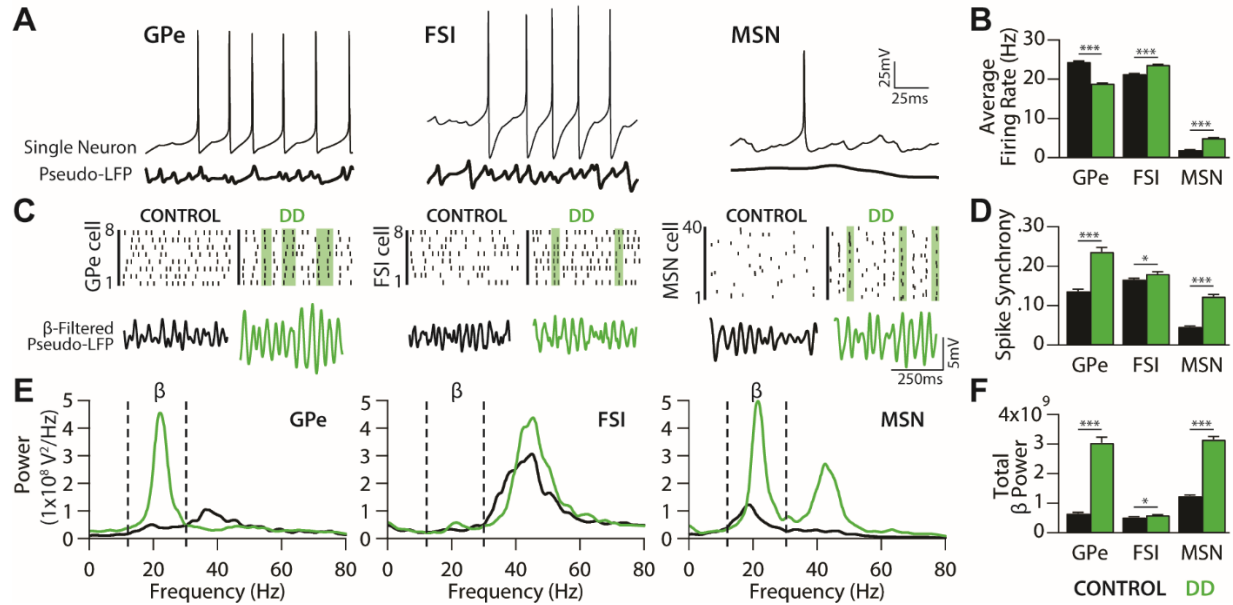 A
GPe
FSI
MSN
25mV
25ms
Single Neuron
Pseudo-LFP
B
Average
Firing Rate (Hz)
30
20
10
0
***
***
***
GPe FSI MSN
C
CONTROL DD
GPe cell
8
1
CONTROL DD
FSI cell
8
1
CONTROL DD
MSN cell
40
1
β-Filtered
Pseudo-LFP
5mV
250ms
D
Spike Synchrony
.30
.20
.10
0
***
*
***
GPe FSI MSN
E
Power
(1x10⁸ V²/Hz)
5
4
3
2
1
0
β
GPe
0 20 40 60 80
Frequency (Hz)
5
4
3
2
1
0
β
FSI
0 20 40 60 80
Frequency (Hz)
5
4
3
2
1
0
β
MSN
0 20 40 60 80
Frequency (Hz)
F
Total
β Power
4x10⁹
3
2
1
0
***
*
***
GPe FSI MSN
CONTROL DD